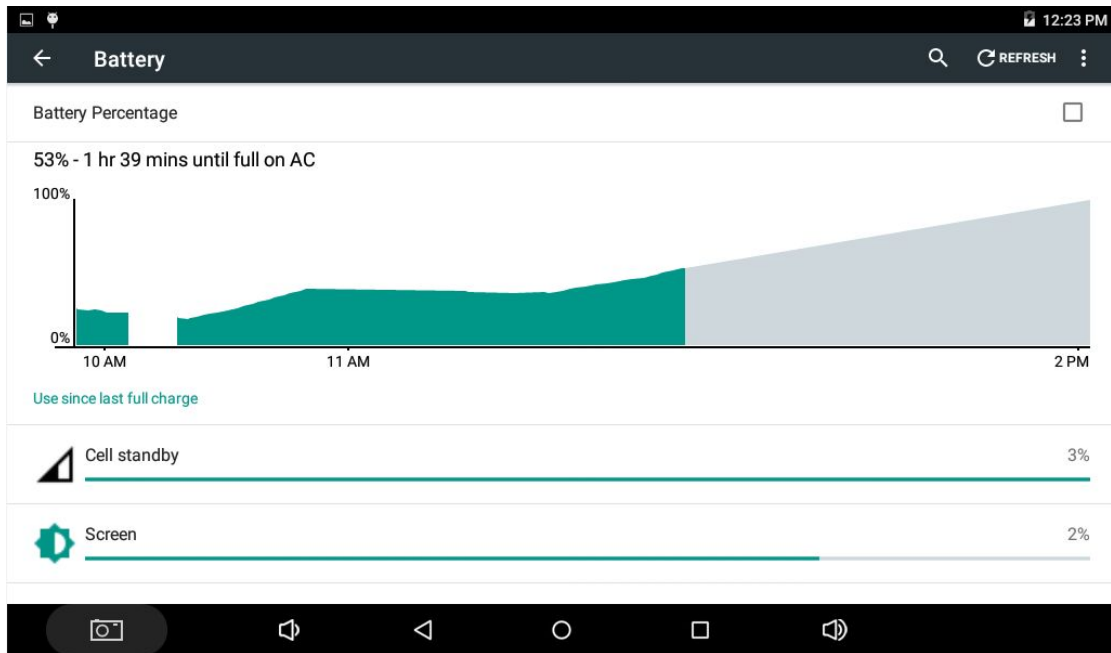 12:23 PM
Battery
REFRESH
Battery Percentage
53% - 1 hr 39 mins until full on AC
100%
0%
10 AM 11 AM 2 PM
Use since last full charge
Cell standby 3%
Screen 2%